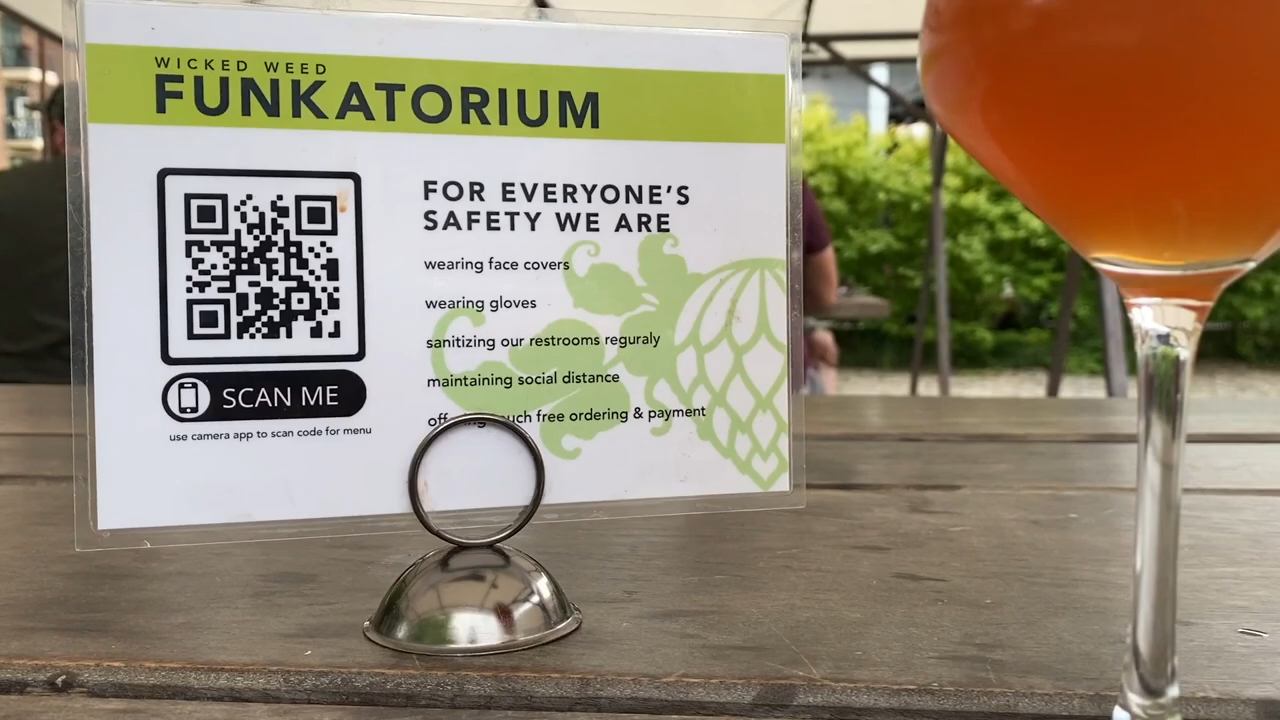 WICKED WEED
FUNKATORIUM
FOR EVERYONE'S
SAFETY WE ARE
wearing face covers
wearing gloves
sanitizing our restrooms reguraly
maintaining social distance
free ordering & payment
SCAN ME
use camera app to scan code for menu